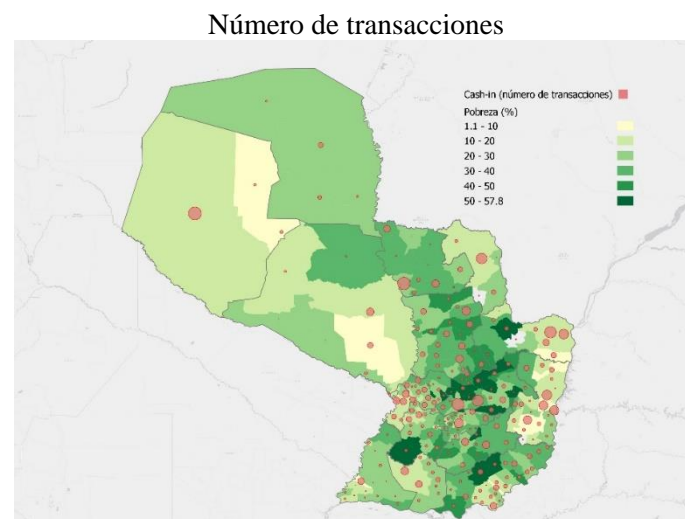 Número de transacciones
Cash-in (número de transacciones)
Pobreza (%)
1.1 - 10
10 - 20
20 - 30
30 - 40
40 - 50
50 - 57.8